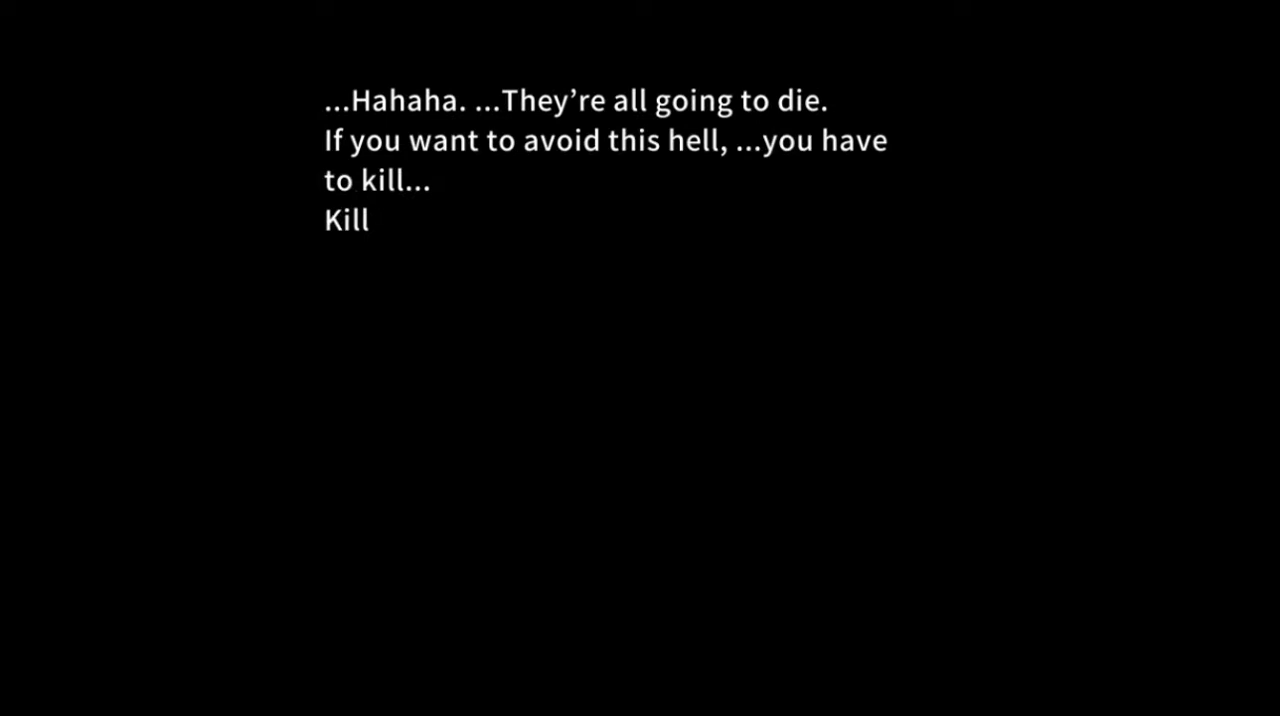 ...Hahaha. ...They’re all going to die.
If you want to avoid this hell, ...you have
to kill...
Kill